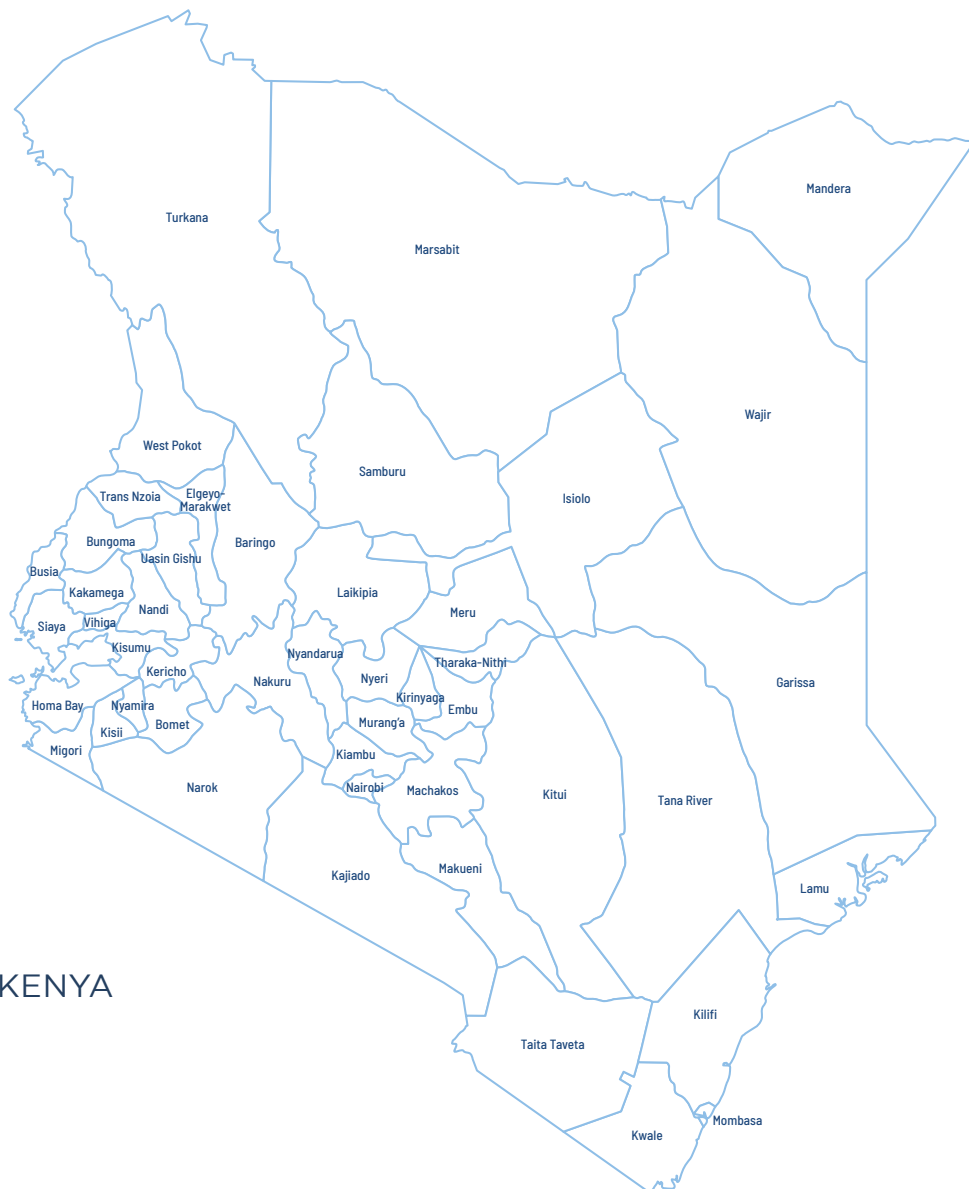 Mandera
Turkana
Marsabit
Wajir
West Pokot
Samburu
Elgeyo-
Marakwet
Trans Nzoia
Isiolo
Bungoma
Baringo
Uasin Gishu
Busia
Kakamega
Laikipia
Nandi
Meru
Siaya
Vihiga
Kisumu
Nyandarua
Tharaka-Nithi
Kericho
Nyeri
Nakuru
Garissa
Kirinyaga
Homa Bay
Nyamira
Embu
Murang'a
Bomet
Kisii
Migori
Kiambu
Narok
Nairobi
Machakos
Kitui
Tana River
Makueni
Kajiado
Lamu
KENYA
Kilifi
Taita Taveta
Mombasa
Kwale